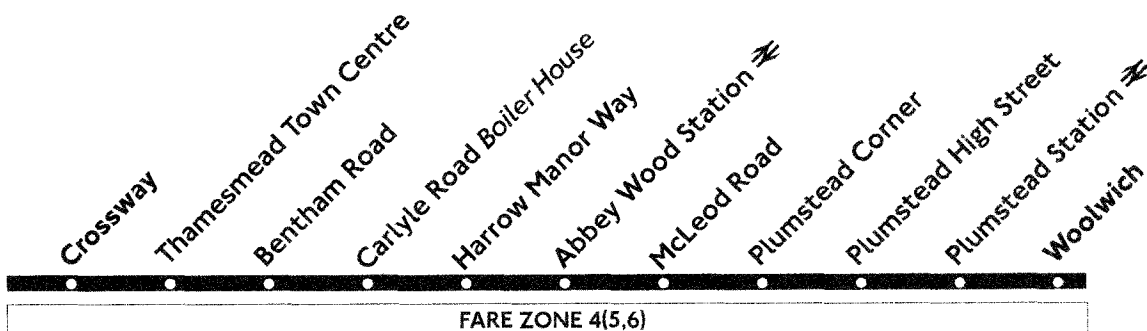 Crossway
Thamesmead Town Centre
Bentham Road
Carlyle Road Boiler House
Harrow Manor Way
Abbey Wood Station
McLeod Road
Plumstead Corner
Plumstead High Street
Plumstead Station
Woolwich
FARE ZONE 4(5,6)